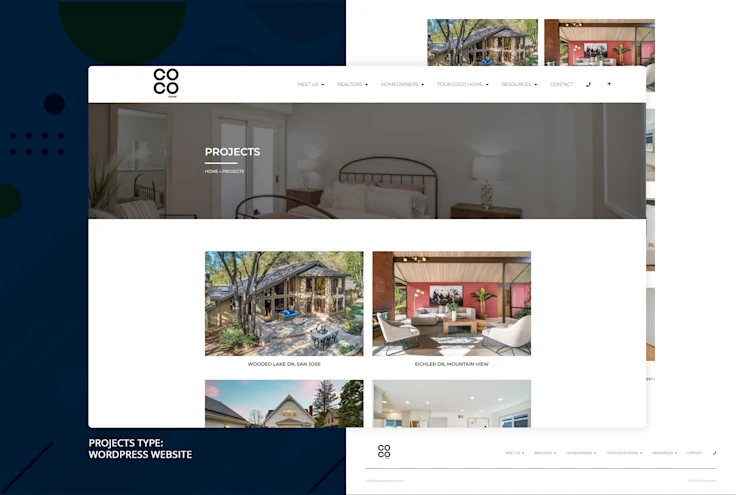 CO
CO
HOME
MEET US REALTORS HOMEOWNERS TOUR COCO HOME RESOURCES CONTACT
PROJECTS
HOME » PROJECTS
WOODED LAKE DR, SAN JOSE
EICHLER DR, MOUNTAIN VIEW
PROJECTS TYPE:
WORDPRESS WEBSITE
CO
CO
MEET US REALTORS HOMEOWNERS TOUR COCO HOME RESOURCES CONTACT